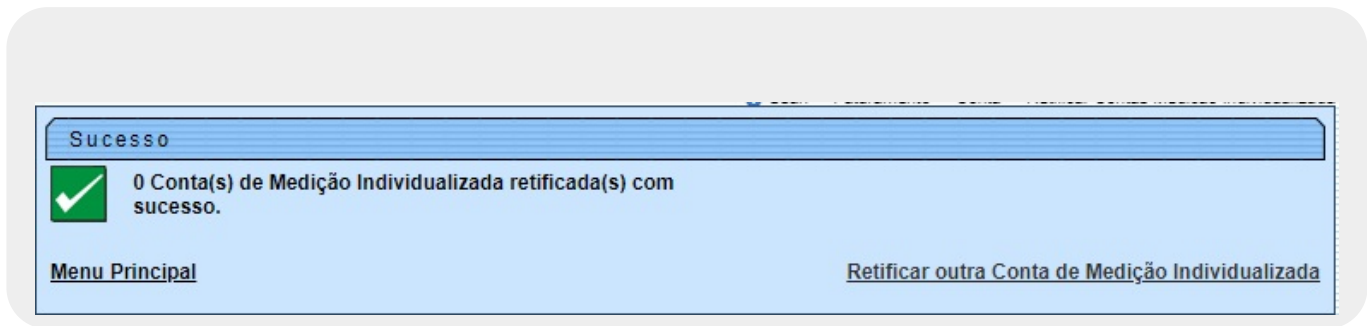 Sucesso
0 Conta(s) de Medição Individualizada retificada(s) com
sucesso.
Menu Principal
Retificar outra Conta de Medição Individualizada